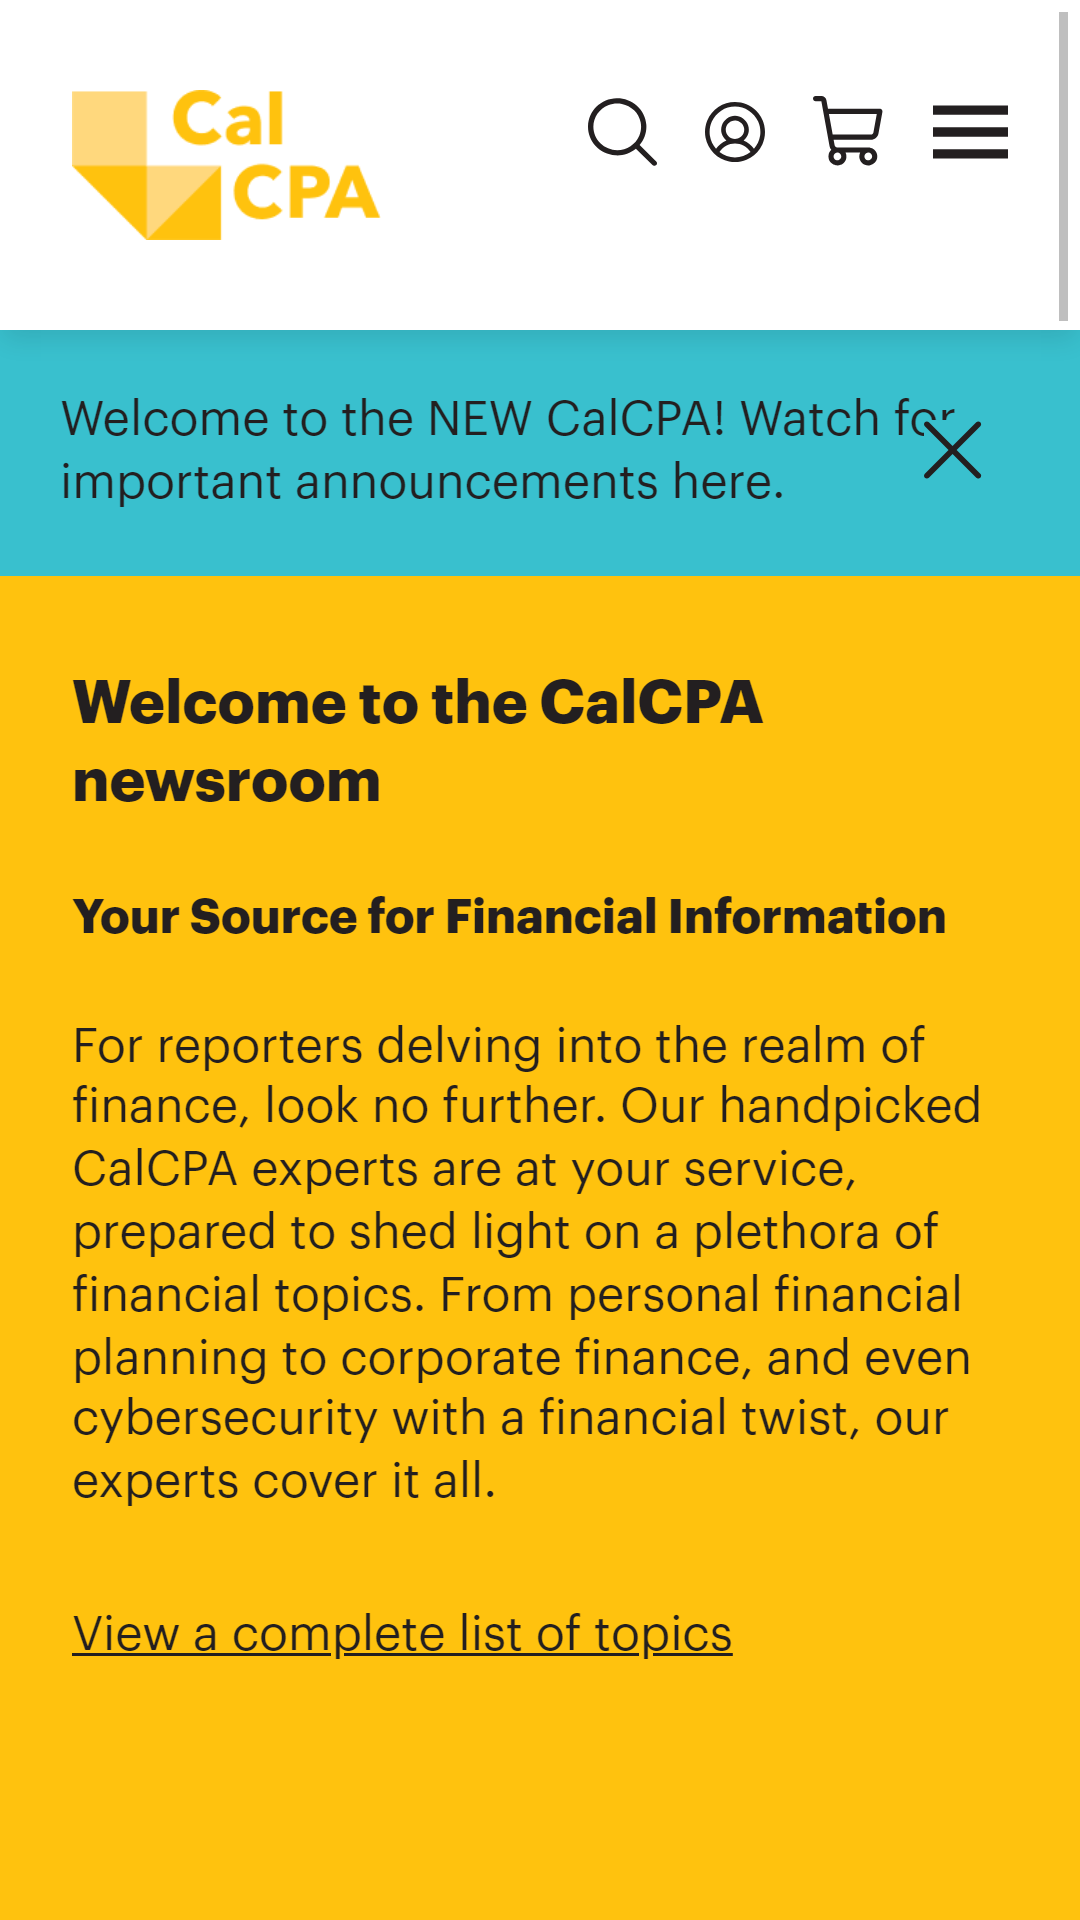 Cal
CPA
Welcome to the NEW CalCPA! Watch for
important announcements here.
Welcome to the CalCPA
newsroom
Your Source for Financial Information
For reporters delving into the realm of
finance, look no further. Our handpicked
CalCPA experts are at your service,
prepared to shed light on a plethora of
financial topics. From personal financial
planning to corporate finance, and even
cybersecurity with a financial twist, our
experts cover it all.
View a complete list of topics